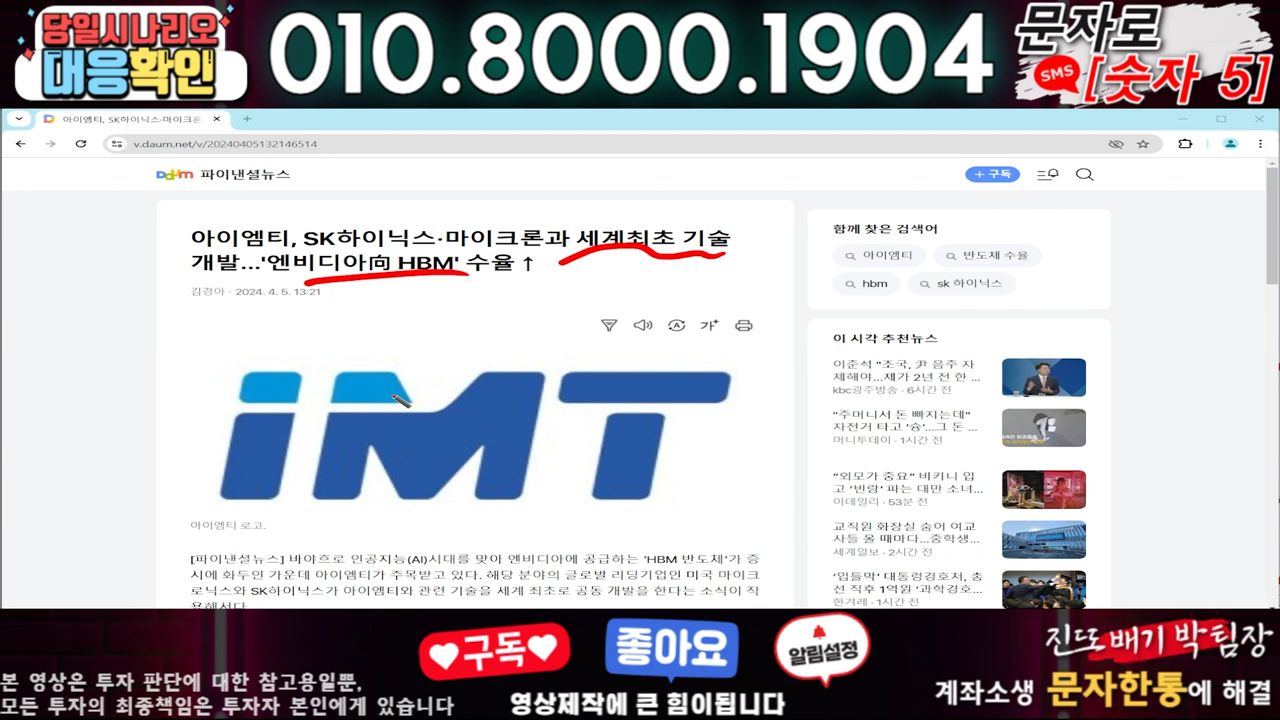 당일시나리오
대응확인
010.8000.1904
문자로
SMS
[숫자 5]
아이엠티, SK하이닉스·마이크론
v.daum.net/v/20240405132146514
Daum 파이낸셜뉴스
+ 구독
아이엠티, SK하이닉스·마이크론과 세계최초 기술
개발...'엔비디아向 HBM' 수율↑
김경아 · 2024. 4. 5. 13:21
가+
iMT
아이엠티 로고.
[파이낸셜뉴스] 바야흐로 인공지능(AI)시대를 맞아 엔비디아에 공급하는 'HBM 반도체'가 증
시에 화두인 가운데 아이엠티가 주목받고 있다. 해당 분야의 글로벌 리딩기업인 미국 마이크
로닉스와 SK하이닉스가 아이엠티와 관련 기술을 세계 최초로 공동 개발을 한다는 소식이 작
용해서다
함께 찾은 검색어
아이엠티
반도체 수율
hbm
sk 하이닉스
이 시각 추천뉴스
이준석 "조국, 尹 음주 자
제해야...제가 2년 전 한 ...
kbc광주방송 · 6시간 전
"주머니서 돈 빠지는데"
자전거 타고 '슝'...그 돈 ...
머니투데이 · 1시간 전
"외모가 중요" 비키니 입
고 '빈랑' 파는 대만 소녀...
이데일리 · 53분 전
교직원 화장실 숨어 여교
사들 올 때마다...중학생...
세계일보 · 2시간 전
'입틀막' 대통령경호처, 총
선 직후 1억원 '과학경호...
한겨레 · 1시간 전
본 영상은 투자 판단에 대한 참고용일뿐,
모든 투자의 최종책임은 투자자 본인에게 있습니다
구독
좋아요
알림설정
영상제작에 큰 힘이됩니다
진또배기 박팀장
계좌소생 문자한통에 해결